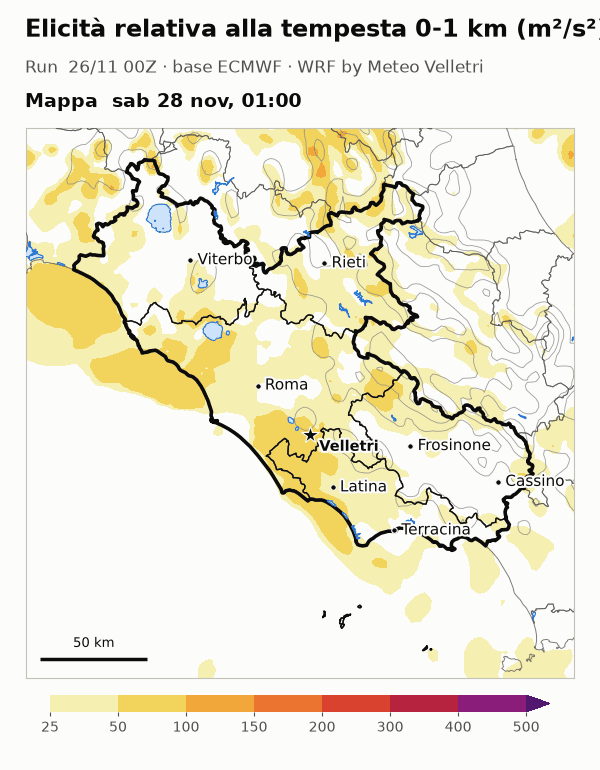 Elicità relativa alla tempesta 0-1 km (m²/s²)
Run 26/11 00Z · base ECMWF · WRF by Meteo Velletri
Mappa sab 28 nov, 01:00
Viterbo
Rieti
Roma
Velletri
Frosinone
Latina
Cassino
Terracina
50 km
25 50 100 150 200 300 400 500